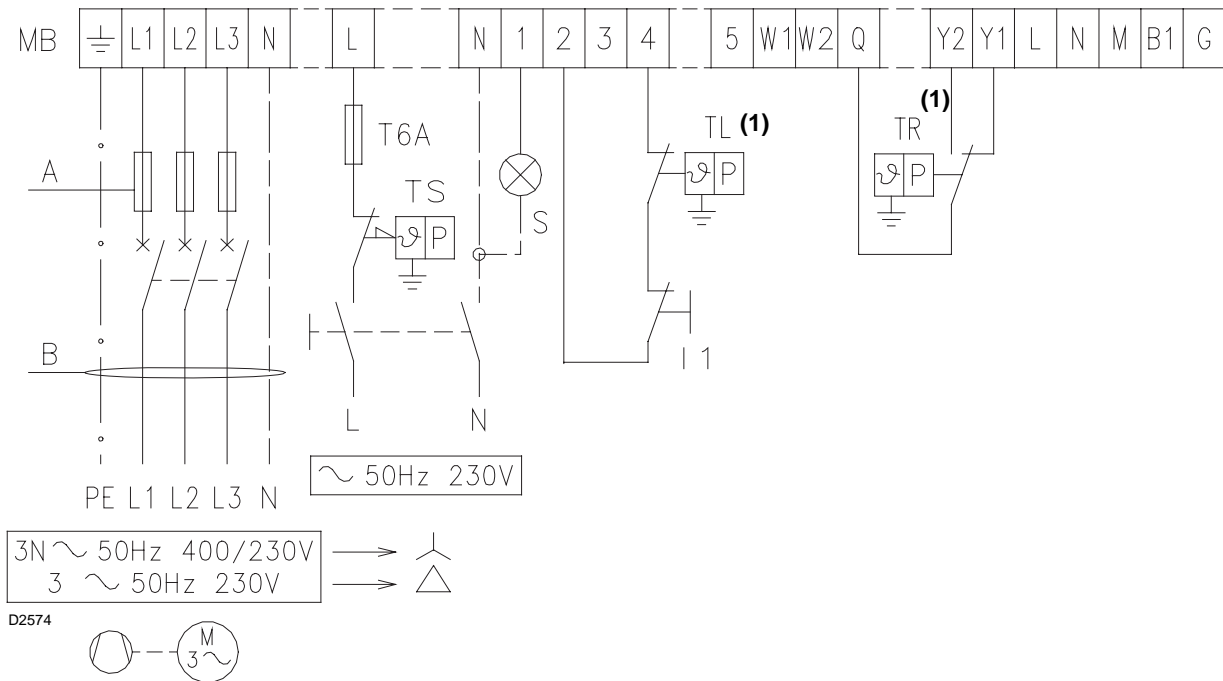 MB L1 L2 L3 N L N 1 2 3 4 5 W1 W2 Q Y2 Y1 L N M B1 G
(1)
T6A TL (1) TR
A ϑ P ϑ P
TS
ϑ P S
B I1
L N
∼ 50Hz 230V
PE L1 L2 L3 N
3N ∼ 50Hz 400/230V
3 ∼ 50Hz 230V
D2574
M
3∼